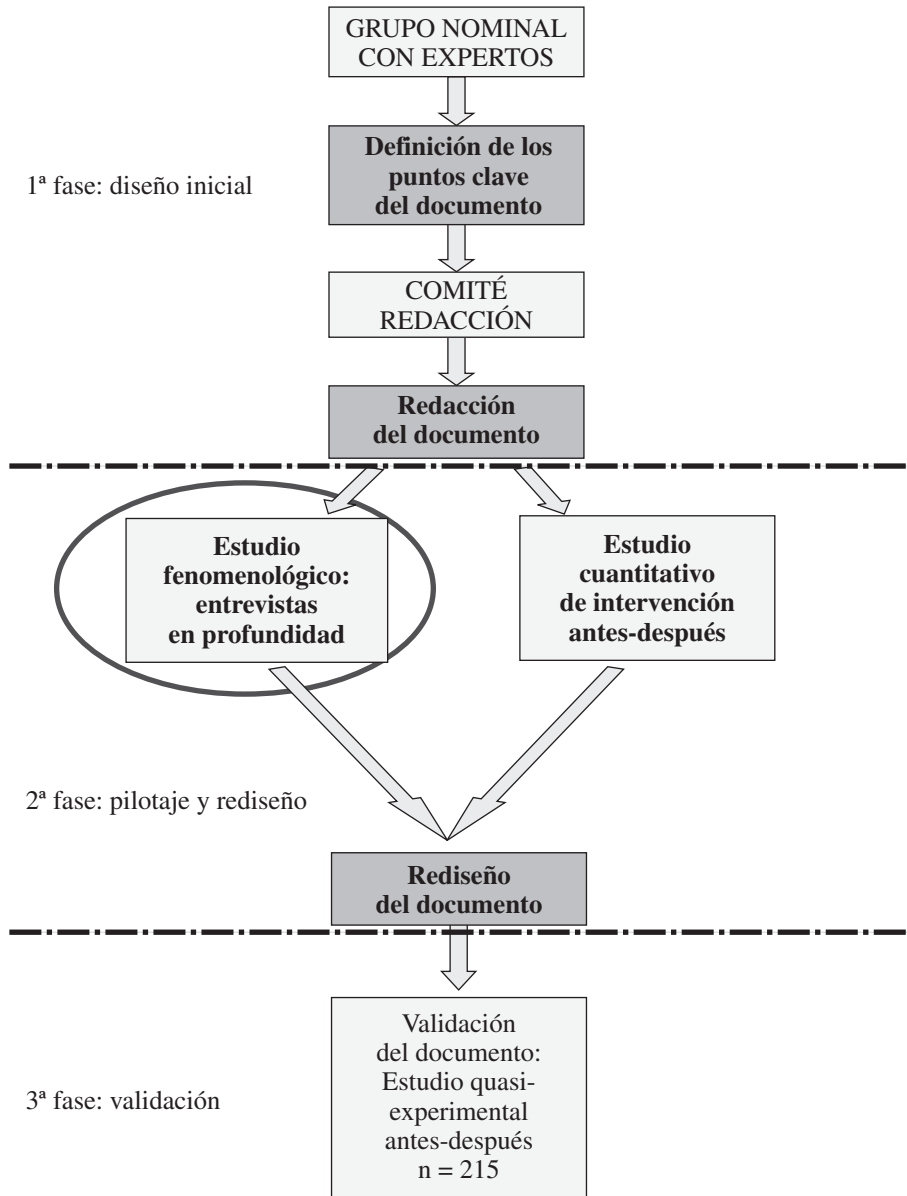 GRUPO NOMINAL
CON EXPERTOS
Definición de los
puntos clave
del documento
1ª fase: diseño inicial
COMITÉ
REDACCIÓN
Redacción
del documento
Estudio
fenomenológico:
entrevistas
en profundidad
Estudio
cuantitativo
de intervención
antes-después
2ª fase: pilotaje y rediseño
Rediseño
del documento
Validación
del documento:
Estudio quasi-
experimental
antes-después
n = 215
3ª fase: validación